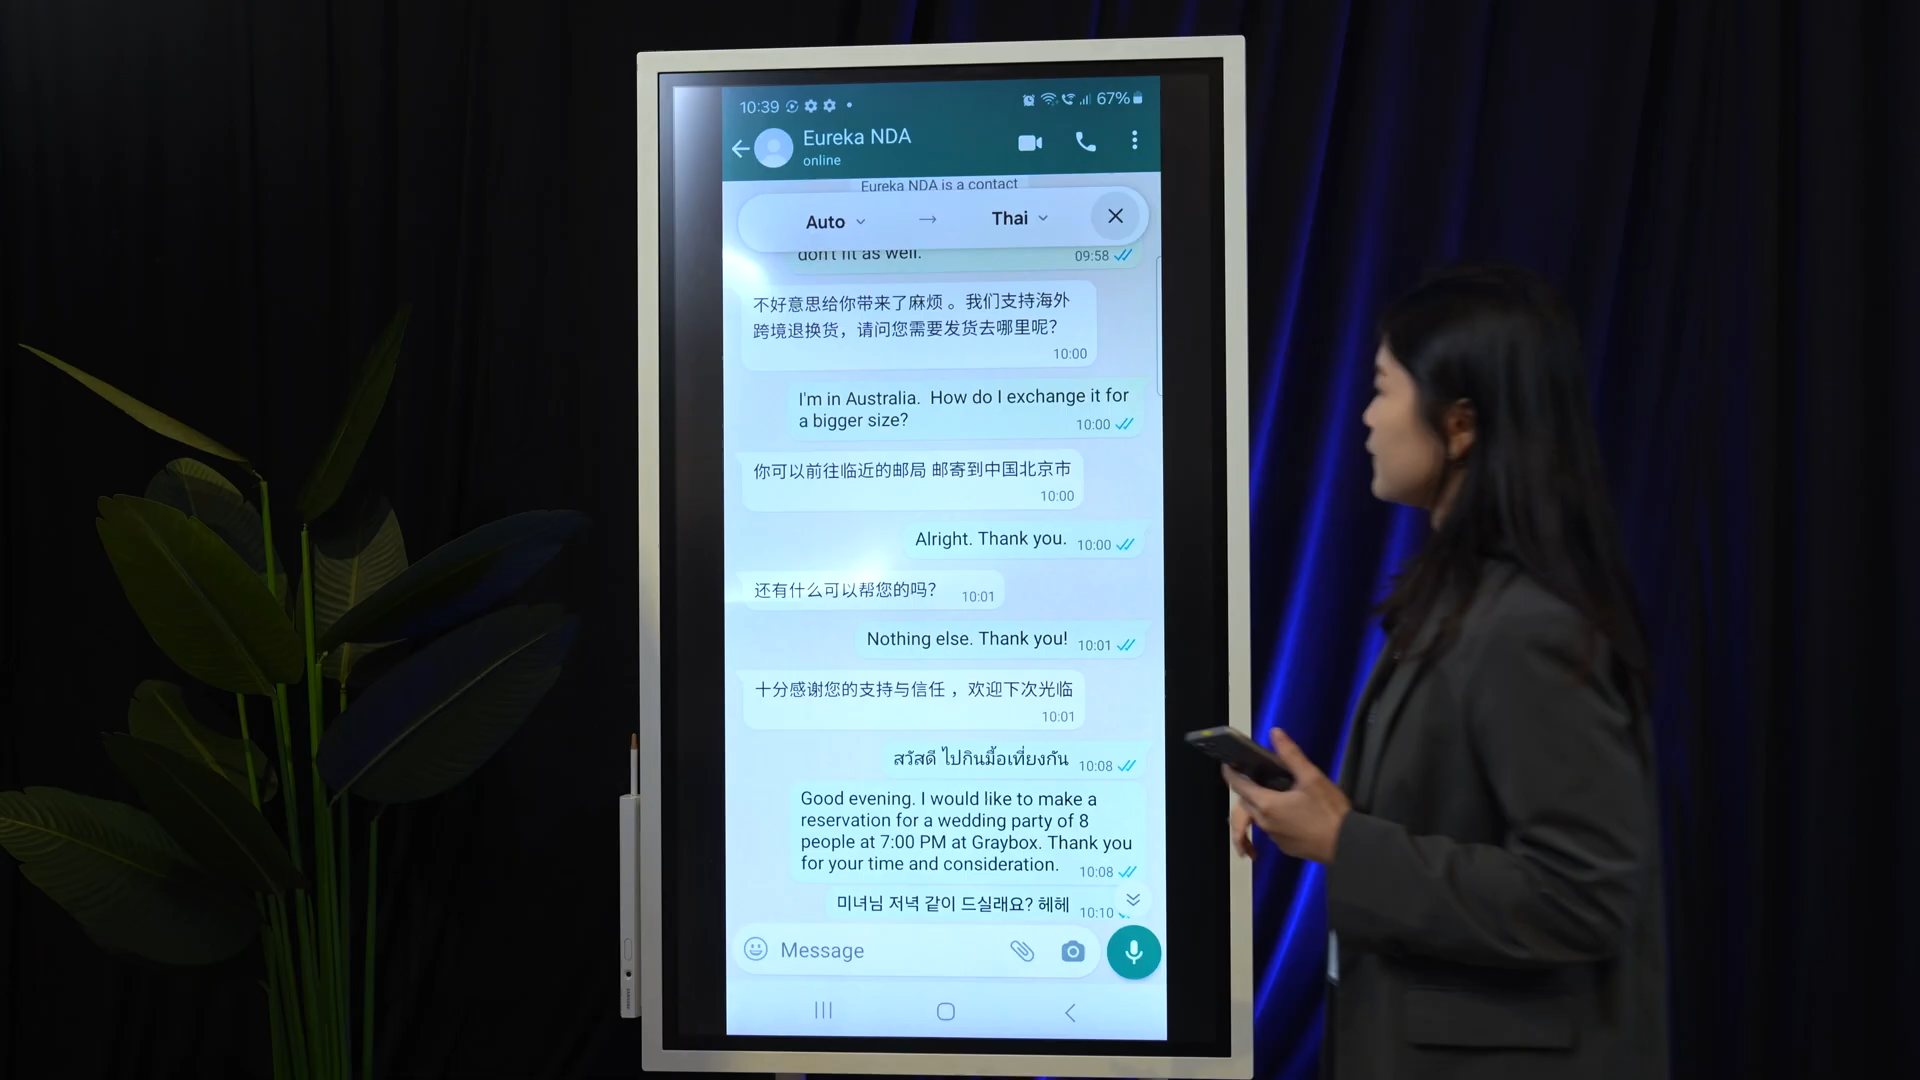 10:39
67%
Eureka NDA
online
Eureka NDA is a contact
Auto → Thai
don't fit as well.
09:58
不好意思给你带来了麻烦 。我们支持海外
跨境退换货，请问您需要发货去哪里呢？
10:00
I'm in Australia.  How do I exchange it for
a bigger size?
10:00
你可以前往临近的邮局 邮寄到中国北京市
10:00
Alright. Thank you.
10:00
还有什么可以帮您的吗？
10:01
Nothing else. Thank you!
10:01
十分感谢您的支持与信任 ，欢迎下次光临
10:01
สวัสดี ไปกินมื้อเที่ยงกัน
10:08
Good evening. I would like to make a
reservation for a wedding party of 8
people at 7:00 PM at Graybox. Thank you
for your time and consideration.
10:08
미녀님 저녁 같이 드실래요? 헤헤
10:10
Message